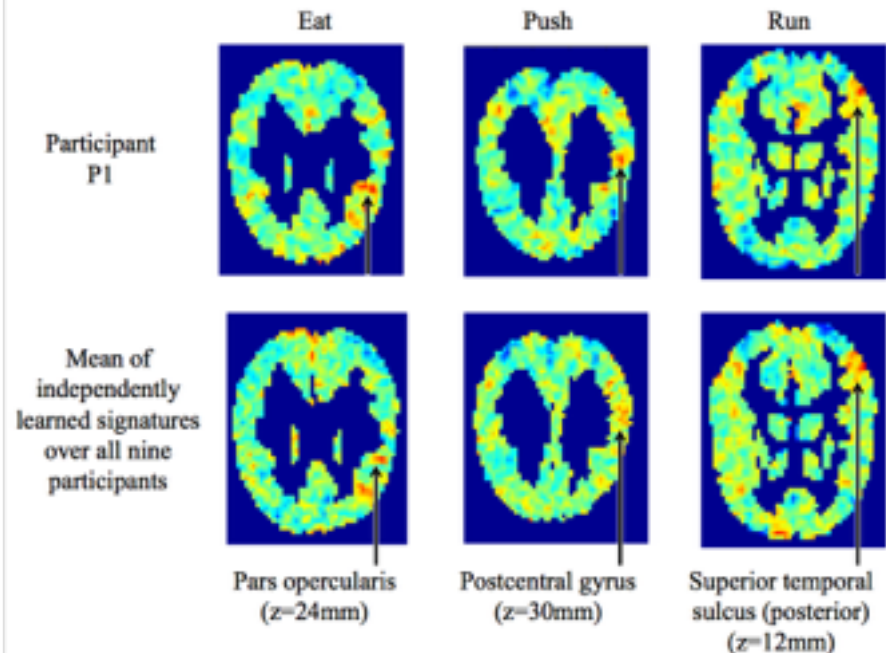 Eat
Push
Run
Participant
P1
Mean of
independently
learned signatures
over all nine
participants
Pars opercularis
(z=24mm)
Postcentral gyrus
(z=30mm)
Superior temporal
sulcus (posterior)
(z=12mm)